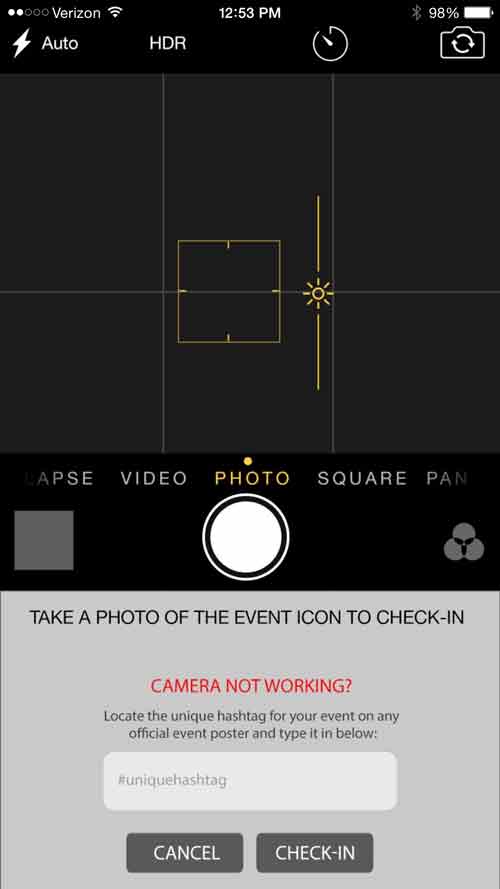 Verizon 12:53 PM 98%
Auto HDR
LAPSE VIDEO PHOTO SQUARE PAN
TAKE A PHOTO OF THE EVENT ICON TO CHECK-IN
CAMERA NOT WORKING?
Locate the unique hashtag for your event on any
official event poster and type it in below:
#uniquehashtag
CANCEL CHECK-IN